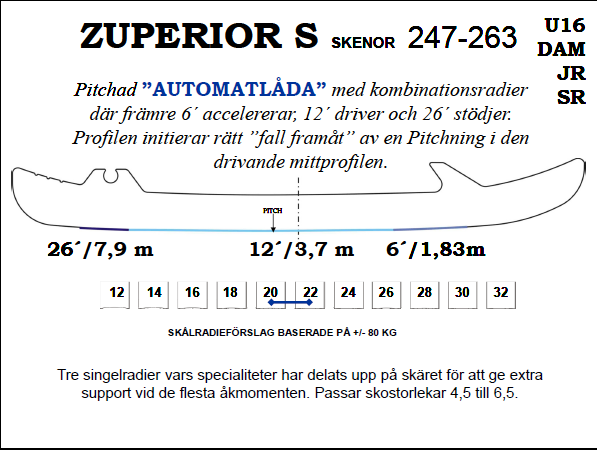 ZUPERIOR S SKENOR 247-263
U16
DAM
JR
SR
Pitchad ”AUTOMATLÅDA” med kombinationsradier
där främre 6´ accelererar, 12´ driver och 26´ stödjer.
Profilen initierar rätt ”fall framåt” av en Pitchning i den
drivande mittprofilen.
PITCH
26´/7,9 m 12´/3,7 m 6´/1,83m
12 14 16 18 20 22 24 26 28 30 32
SKÅLRADIEFÖRSLAG BASERADE PÅ +/- 80 KG
Tre singelradier vars specialiteter har delats upp på skäret för att ge extra
support vid de flesta åkmomenten. Passar skostorlekar 4,5 till 6,5.